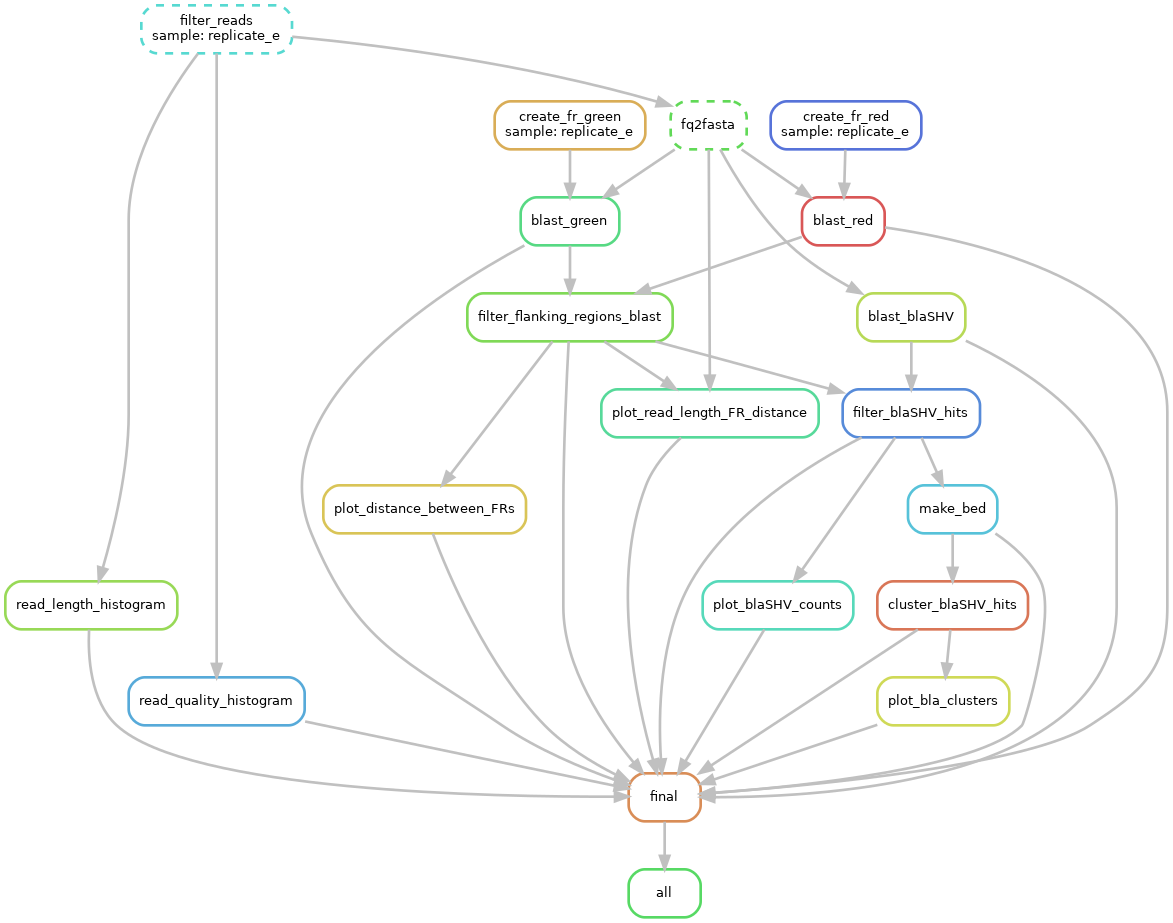 filter_reads
sample: replicate_e
create_fr_green
sample: replicate_e
fq2fasta
create_fr_red
sample: replicate_e
blast_green
blast_red
filter_flanking_regions_blast
blast_blaSHV
plot_read_length_FR_distance
filter_blaSHV_hits
plot_distance_between_FRs
make_bed
read_length_histogram
plot_blaSHV_counts
cluster_blaSHV_hits
read_quality_histogram
plot_bla_clusters
final
all